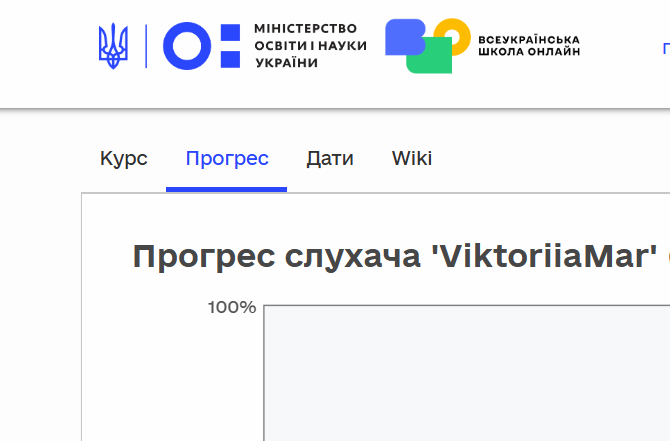 МІНІСТЕРСТВО
ОСВІТИ І НАУКИ
УКРАЇНИ
ВСЕУКРАЇНСЬКА
ШКОЛА ОНЛАЙН
Курс Прогрес Дати Wiki
Прогрес слухача 'ViktoriiaMar'
100%